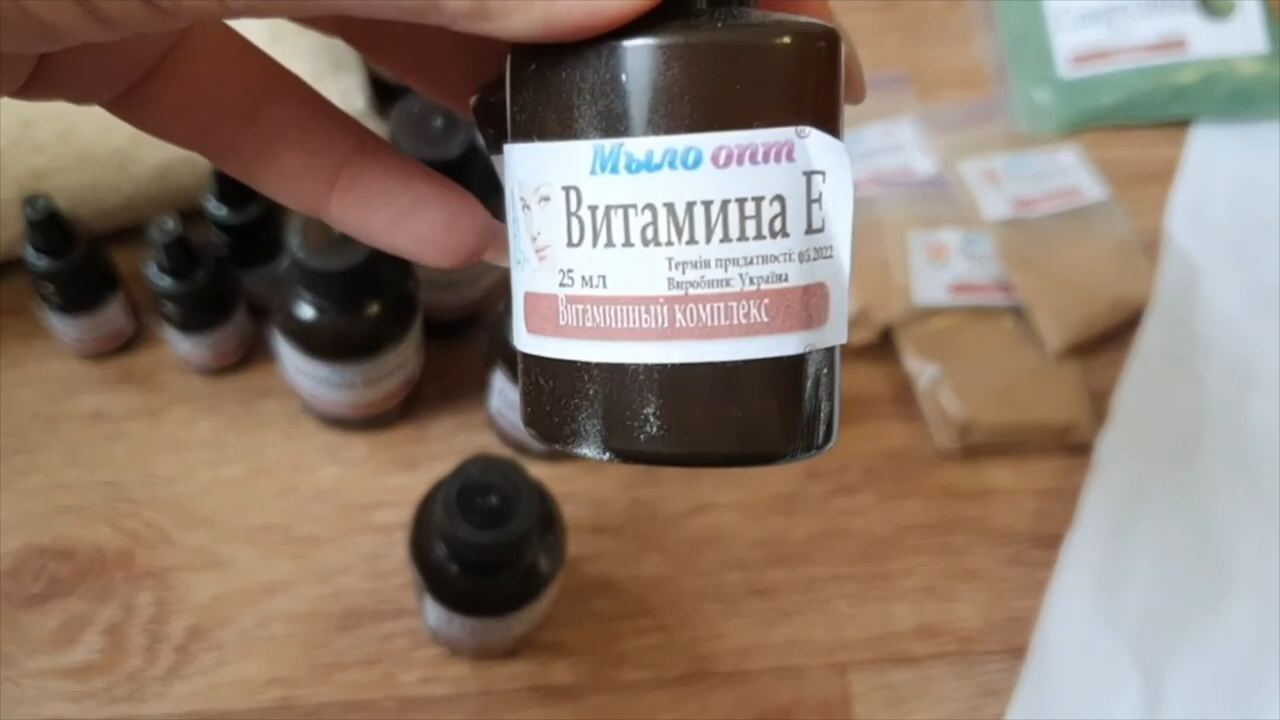 Мыло опт®
Витамина Е
Термін придатності: 05.2022
25 мл
Виробник: Україна
Витаминный комплекс